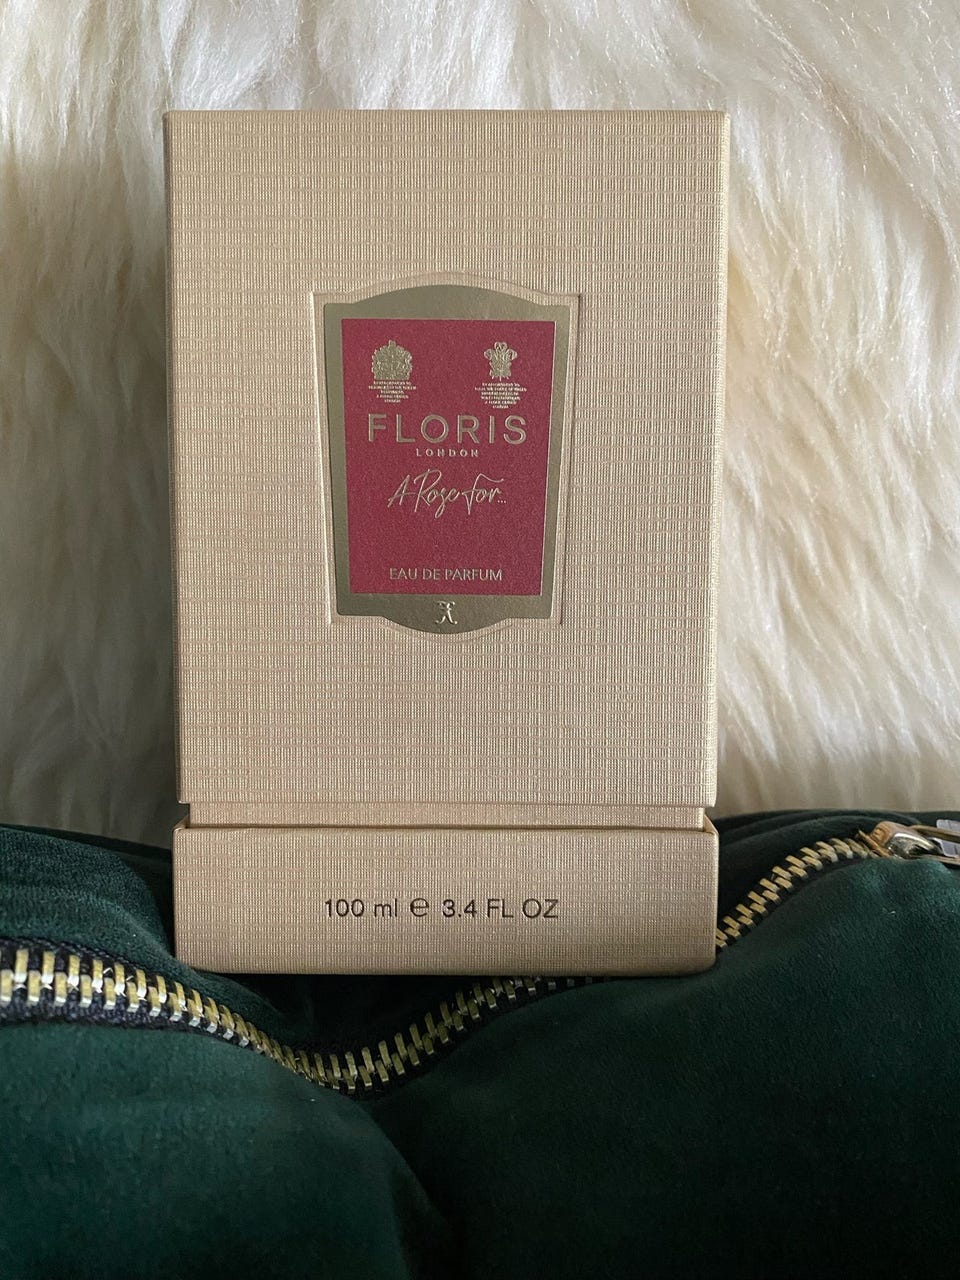 FLORIS
LONDON
A Rose for...
EAU DE PARFUM
100 ml ℮ 3.4 FL OZ